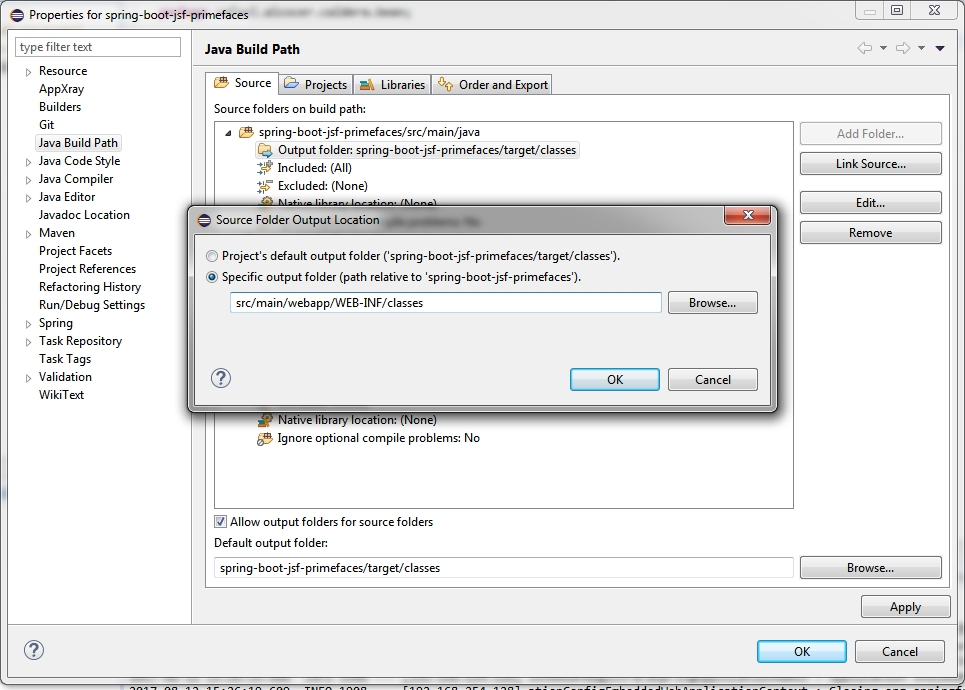 Properties for spring-boot-jsf-primefaces
type filter text
Resource
AppXray
Builders
Git
Java Build Path
Java Code Style
Java Compiler
Java Editor
Javadoc Location
Maven
Project Facets
Project References
Refactoring History
Run/Debug Settings
Spring
Task Repository
Task Tags
Validation
WikiText
Java Build Path
Source
Projects
Libraries
Order and Export
Source folders on build path:
spring-boot-jsf-primefaces/src/main/java
Output folder: spring-boot-jsf-primefaces/target/classes
Included: (All)
Excluded: (None)
Native library location: (None)
Add Folder...
Link Source...
Edit...
Remove
Source Folder Output Location
Project's default output folder ('spring-boot-jsf-primefaces/target/classes').
Specific output folder (path relative to 'spring-boot-jsf-primefaces').
src/main/webapp/WEB-INF/classes
Browse...
OK
Cancel
Native library location: (None)
Ignore optional compile problems: No
Allow output folders for source folders
Default output folder:
spring-boot-jsf-primefaces/target/classes
Browse...
Apply
OK
Cancel